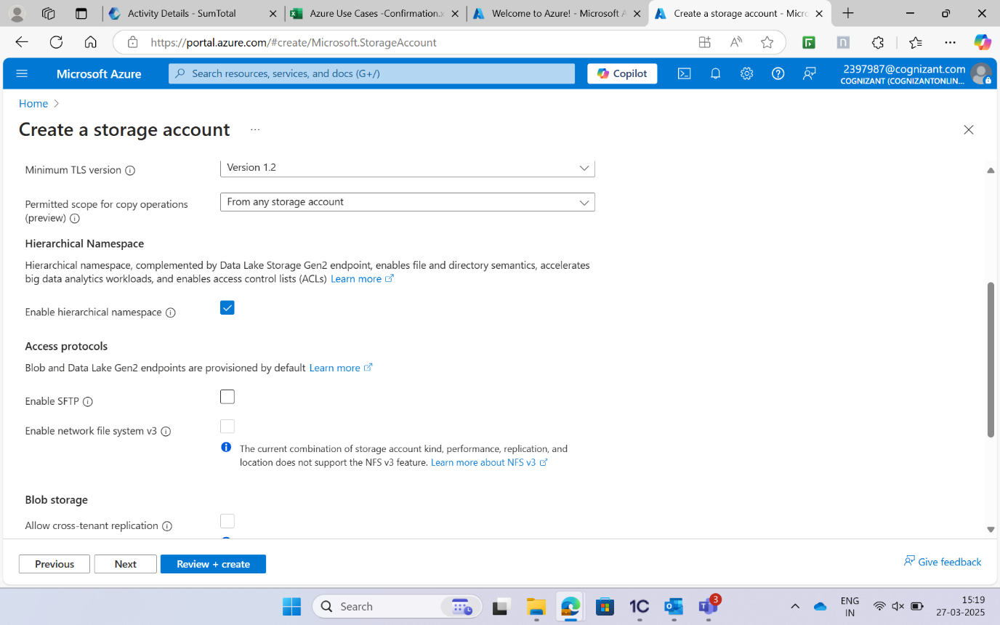 Activity Details - SumTotal
Azure Use Cases -Confirmation.x
Welcome to Azure! - Microsoft A
Create a storage account - Micro
https://portal.azure.com/#create/Microsoft.StorageAccount
Microsoft Azure
Search resources, services, and docs (G+/)
Copilot
2397987@cognizant.com
COGNIZANT (COGNIZANTONLIN...
Home
Create a storage account
...
Minimum TLS version
Version 1.2
Permitted scope for copy operations
(preview)
From any storage account
Hierarchical Namespace
Hierarchical namespace, complemented by Data Lake Storage Gen2 endpoint, enables file and directory semantics, accelerates
big data analytics workloads, and enables access control lists (ACLs) Learn more
Enable hierarchical namespace
Access protocols
Blob and Data Lake Gen2 endpoints are provisioned by default Learn more
Enable SFTP
Enable network file system v3
The current combination of storage account kind, performance, replication, and
location does not support the NFS v3 feature. Learn more about NFS v3
Blob storage
Allow cross-tenant replication
Previous
Next
Review + create
Give feedback
Search
1C
3
ENG
IN
15:19
27-03-2025